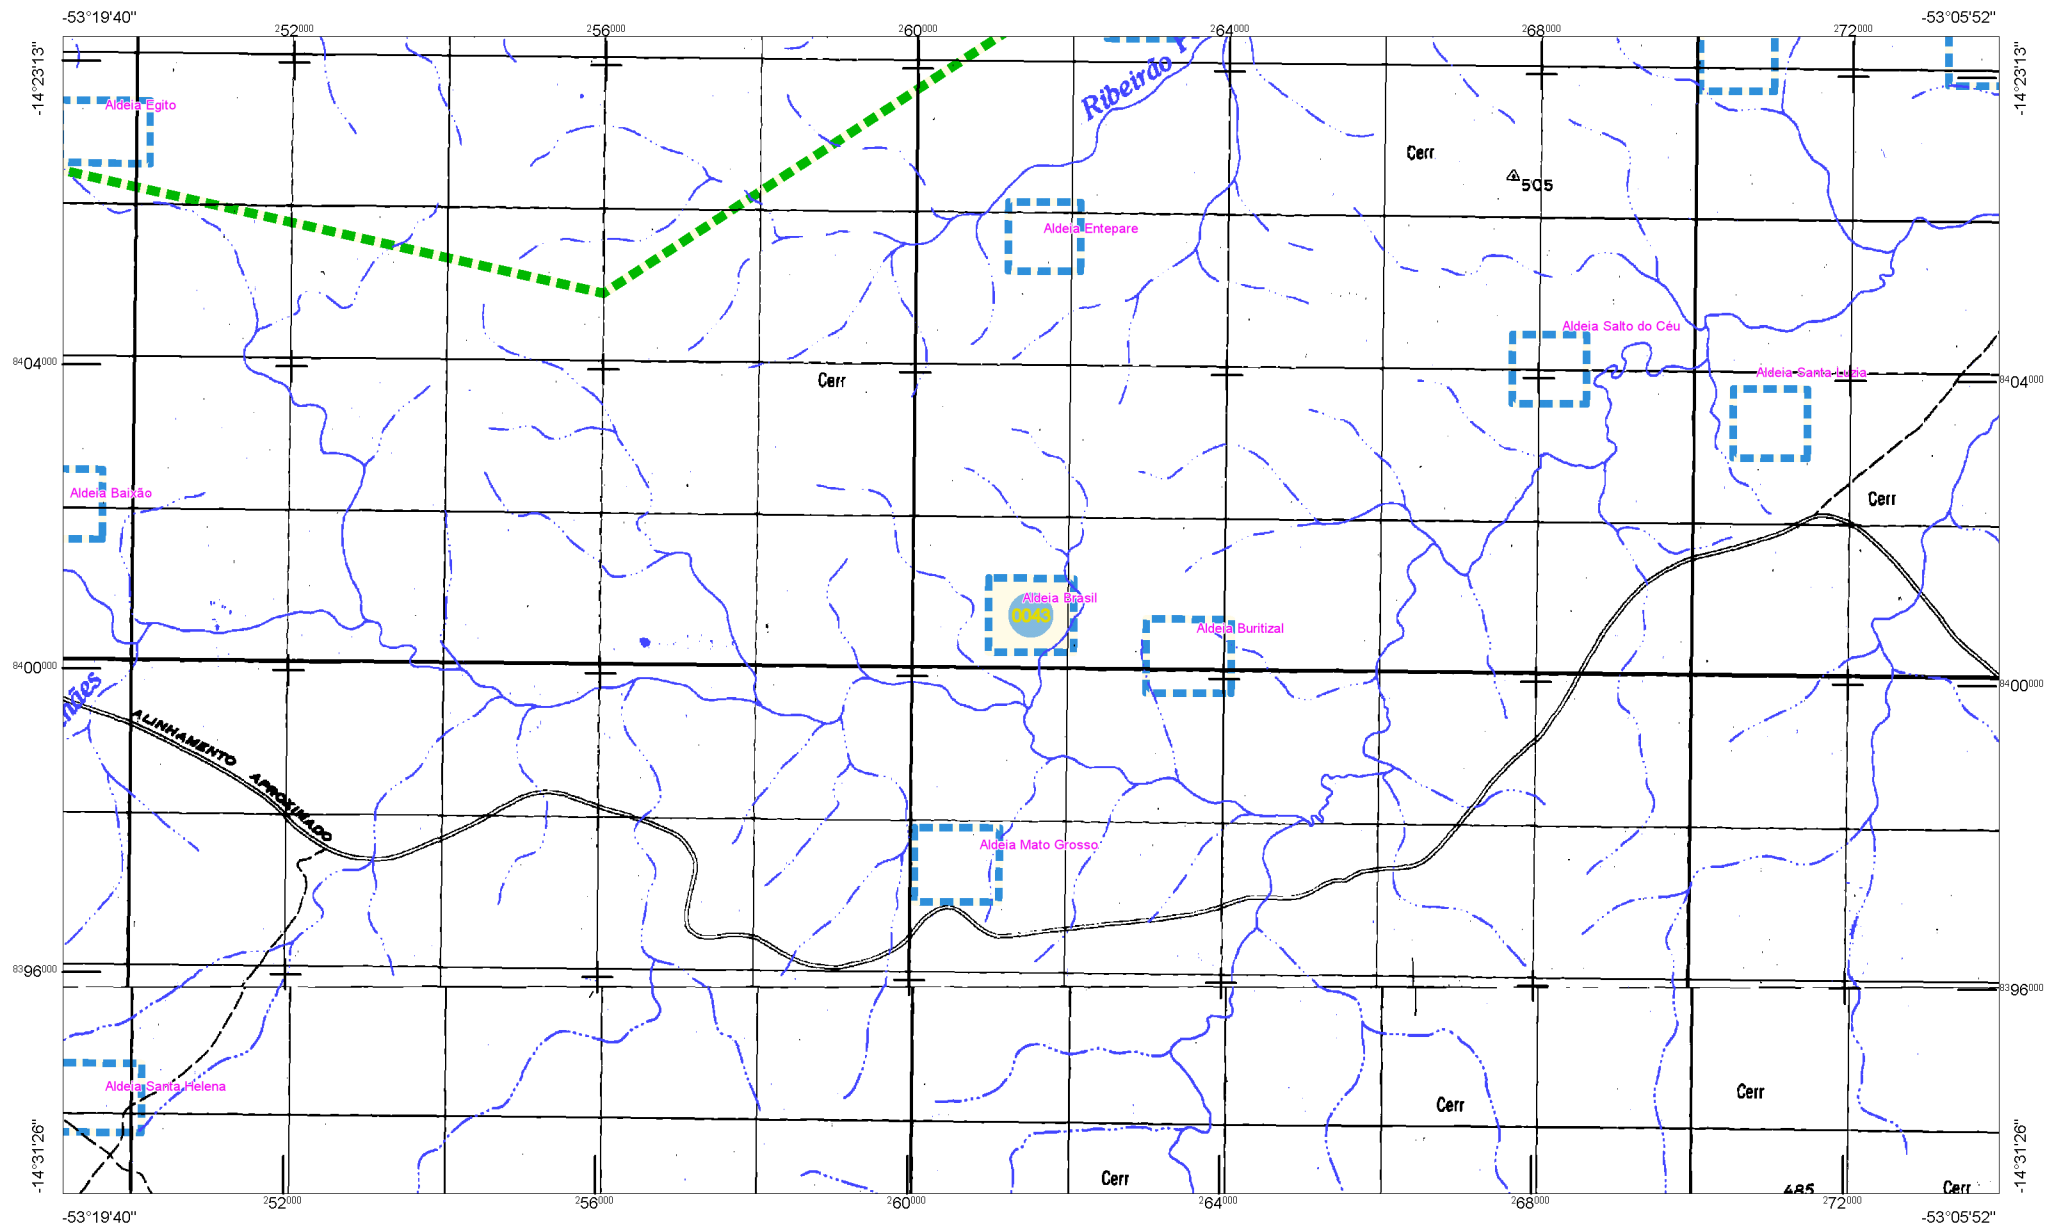 -53°19'40"
-53°05'52"
252000
256000
260000
264000
268000
272000
-14°23'13"
-14°23'13"
Ribeirão
Aldeia Egito
Cerr
505
Aldeia Entepare
Aldeia Salto do Céu
8404000
8404000
Aldeia Santa Luzia
Cerr
Aldeia Baixão
Cerr
Aldeia Brasil
0043
Aldeia Buritizal
8400000
8400000
ALINHAMENTO APROXIMADO
Aldeia Mato Grosso
8396000
8396000
Aldeia Santa Helena
Cerr
Cerr
Cerr
485
Cerr
-14°31'26"
-14°31'26"
252000
256000
260000
264000
268000
272000
-53°19'40"
-53°05'52"